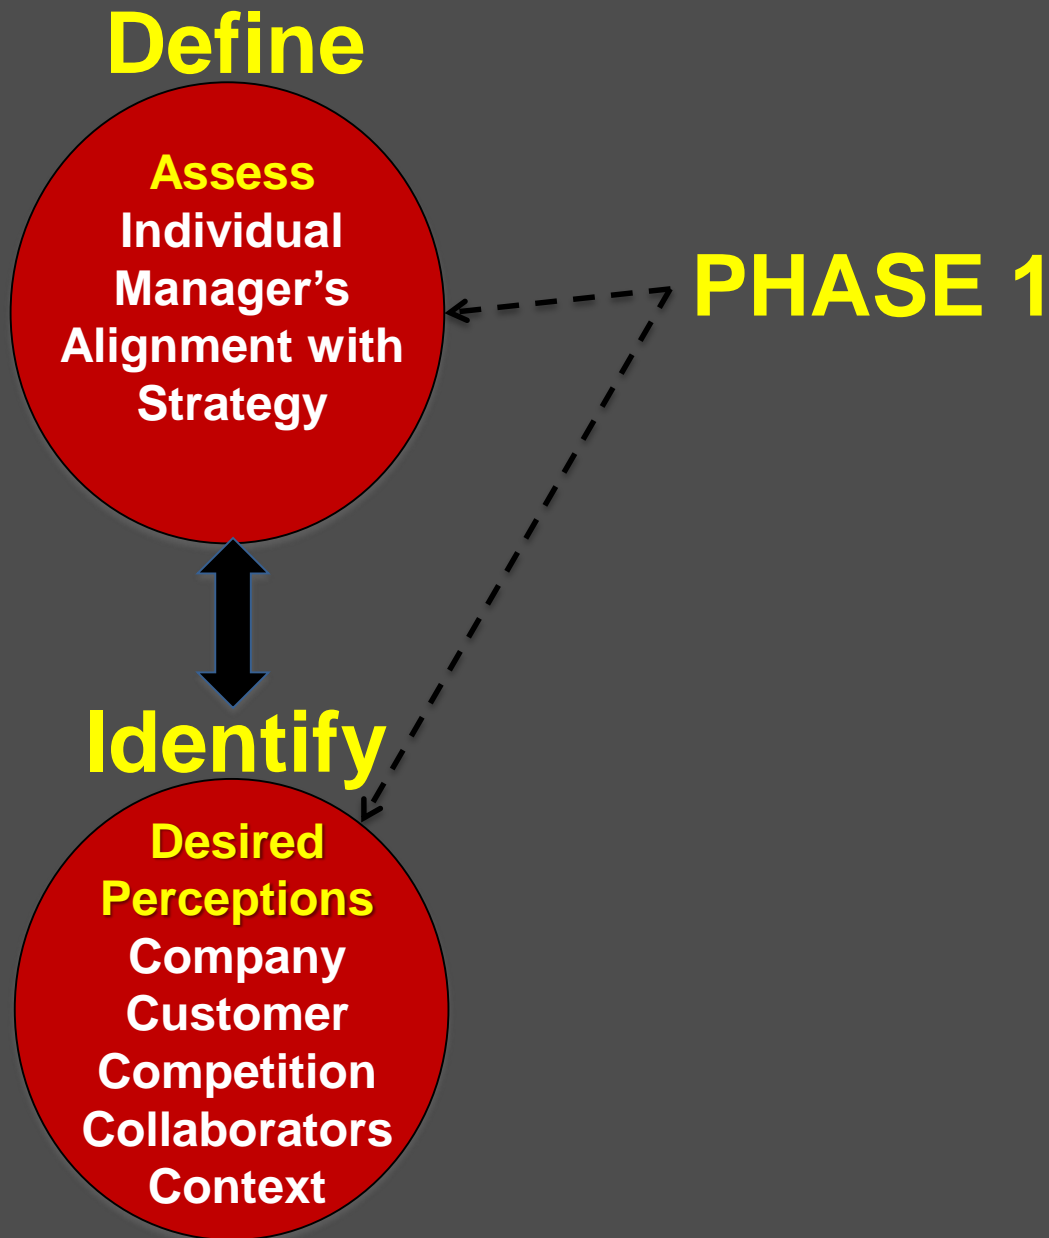 Define
Assess
Individual
Manager’s
Alignment with
Strategy
PHASE 1
Identify
Desired
Perceptions
Company
Customer
Competition
Collaborators
Context